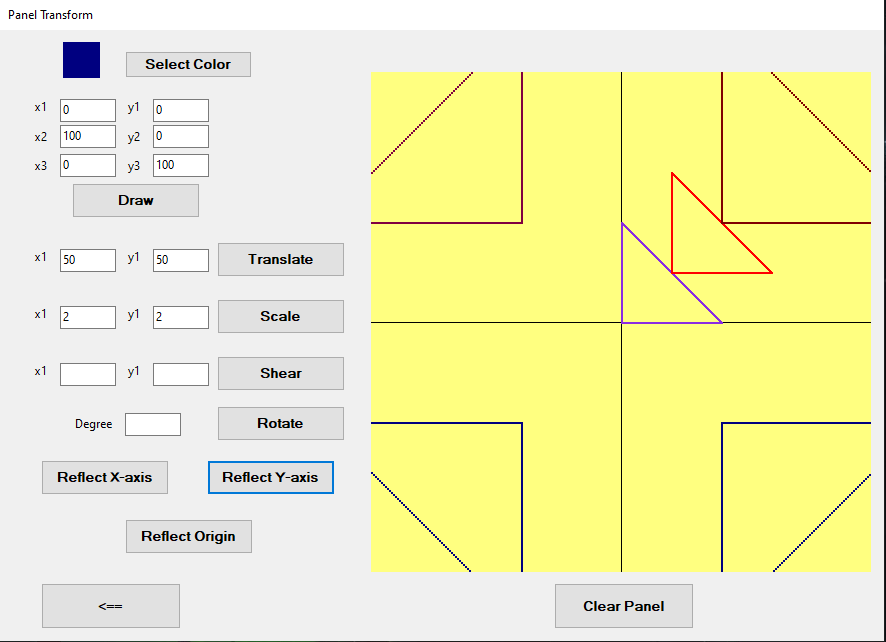 Panel Transform
Select Color
x1 0 y1 0
x2 100 y2 0
x3 0 y3 100
Draw
x1 50 y1 50 Translate
x1 2 y1 2 Scale
x1 y1 Shear
Degree Rotate
Reflect X-axis Reflect Y-axis
Reflect Origin
<== Clear Panel